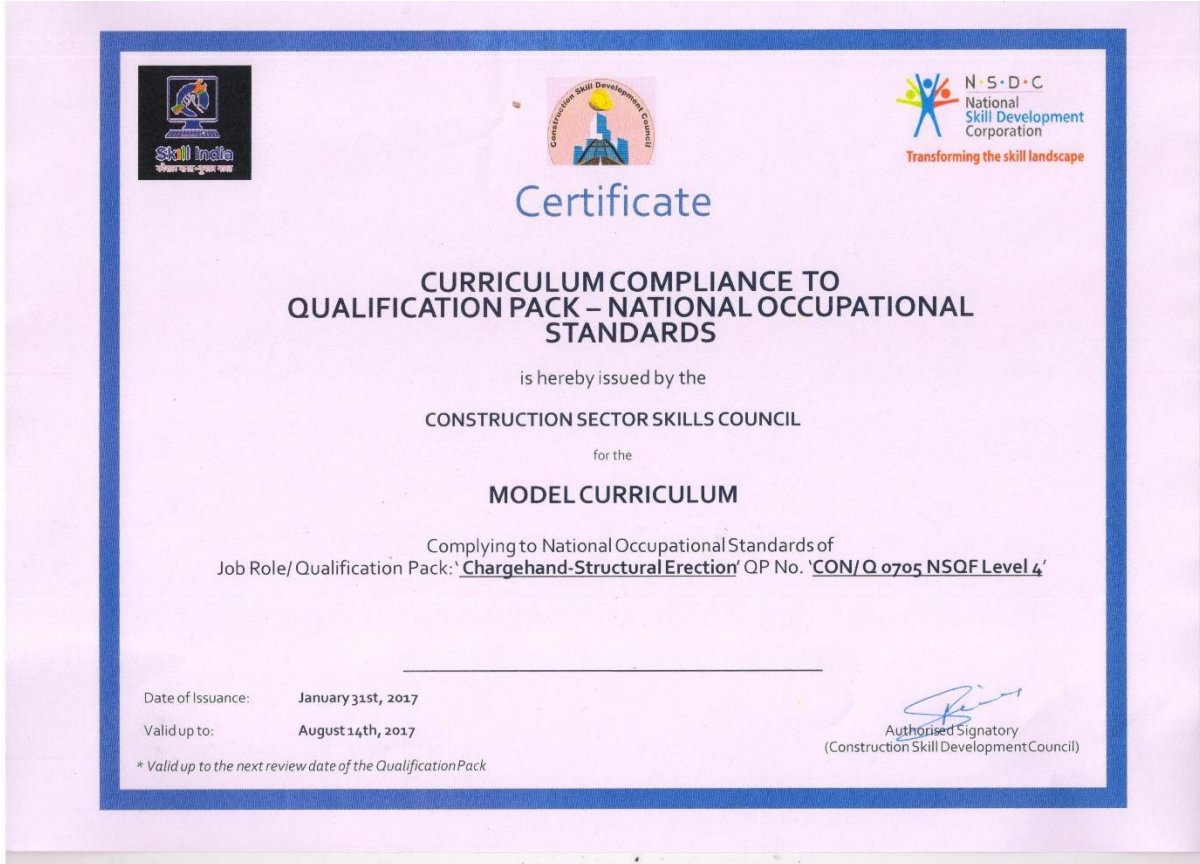 Skill India
कौशल भारत-कुशल भारत
Construction Skill Development Council
N·S·D·C
National
Skill Development
Corporation
Transforming the skill landscape
Certificate
CURRICULUM COMPLIANCE TO
QUALIFICATION PACK – NATIONAL OCCUPATIONAL
STANDARDS
is hereby issued by the
CONSTRUCTION SECTOR SKILLS COUNCIL
for the
MODEL CURRICULUM
Complying to National Occupational Standards of
Job Role/ Qualification Pack:‘ Chargehand-Structural Erection’ QP No. ‘CON/ Q 0705 NSQF Level 4’
Date of Issuance: January 31st, 2017
Valid up to: August 14th, 2017
* Valid up to the next review date of the Qualification Pack
Authorised Signatory
(Construction Skill Development Council)